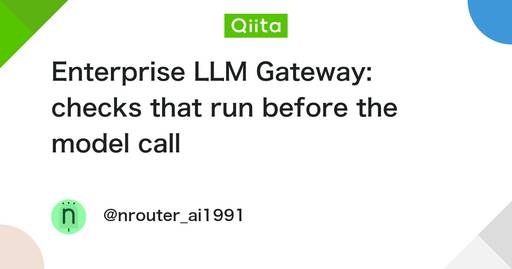 Qiita
Enterprise LLM Gateway:
checks that run before the
model call
n
@nrouter_ai1991